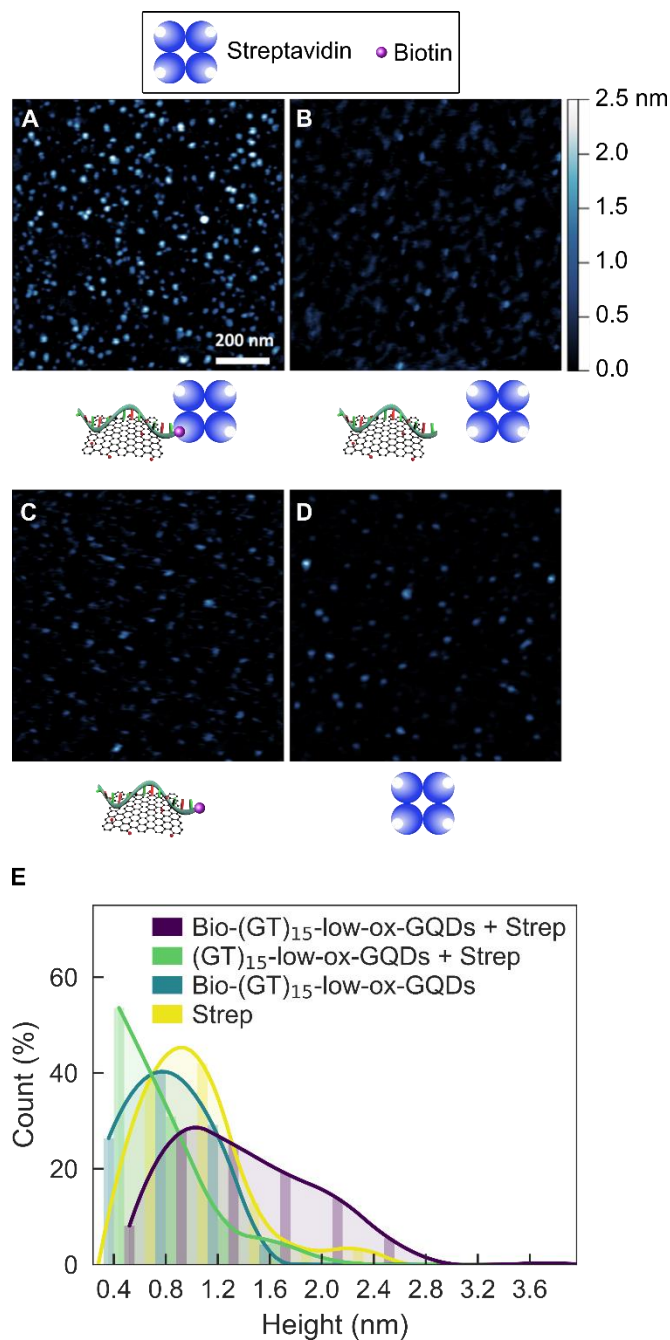 Streptavidin
Biotin
A
B
2.5 nm
2.0
1.5
1.0
0.5
0.0
200 nm
C
D
E
Bio-(GT)₁₅-low-ox-GQDs + Strep
(GT)₁₅-low-ox-GQDs + Strep
Bio-(GT)₁₅-low-ox-GQDs
Strep
Count (%)
60
40
20
0
0.4 0.8 1.2 1.6 2.0 2.4 2.8 3.2 3.6
Height (nm)